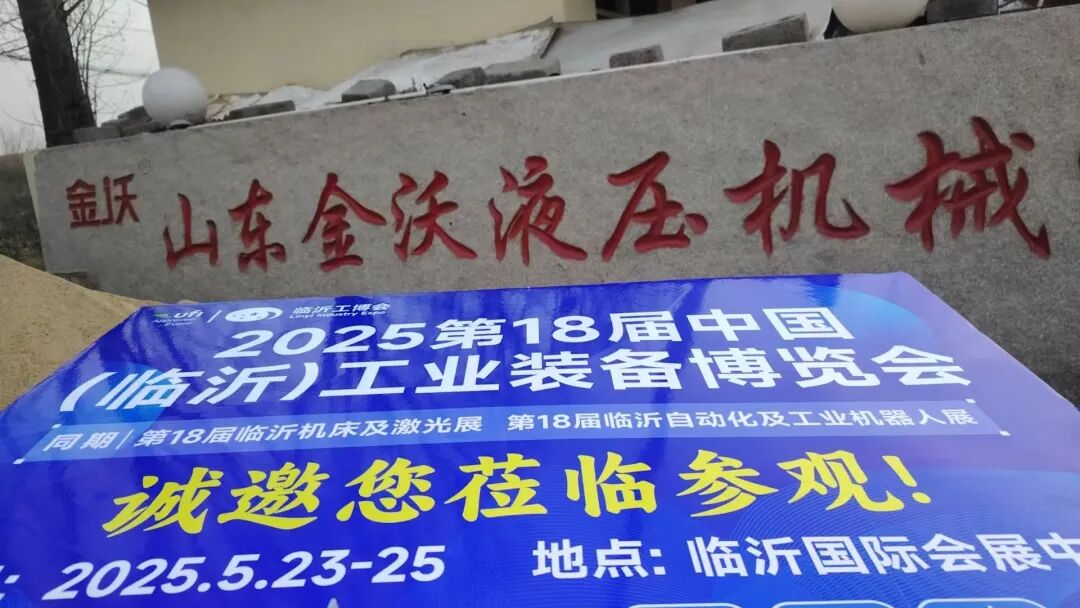 金沃®
山东金沃液压机械
ufi
Approved
Event
临沂工博会
Linyi Industry Expo
2025第18届中国
(临沂)工业装备博览会
同期|第18届临沂机床及激光展 第18届临沂自动化及工业机器人展
诚邀您莅临参观!
: 2025.5.23-25 地点: 临沂国际会展中